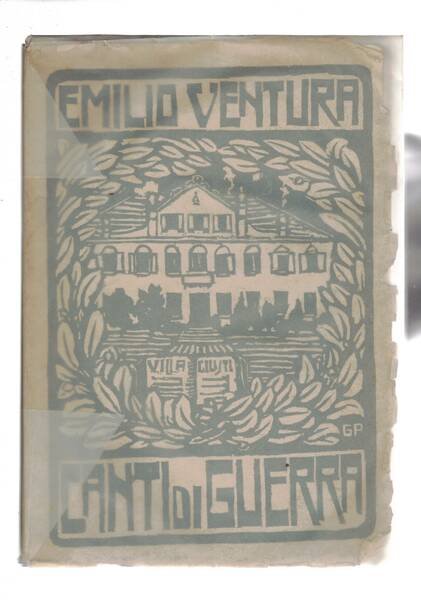 EMILIO VENTURA
VILLA GIUSTI
GP
CANTI DI GUERRA